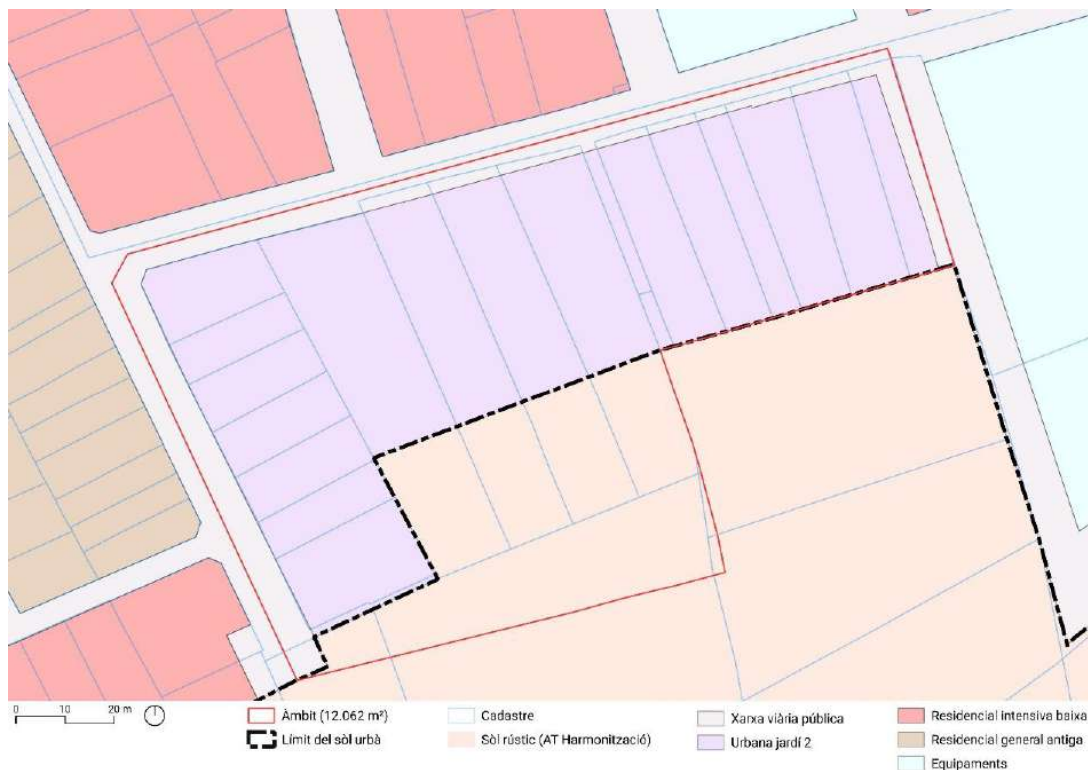 0 10 20 m
Àmbit (12.062 m²)
Límit del sòl urbà
Cadastre
Sòl rústic (AT Harmonització)
Xarxa viària pública
Urbana jardí 2
Residencial intensiva baixa
Residencial general antiga
Equipaments